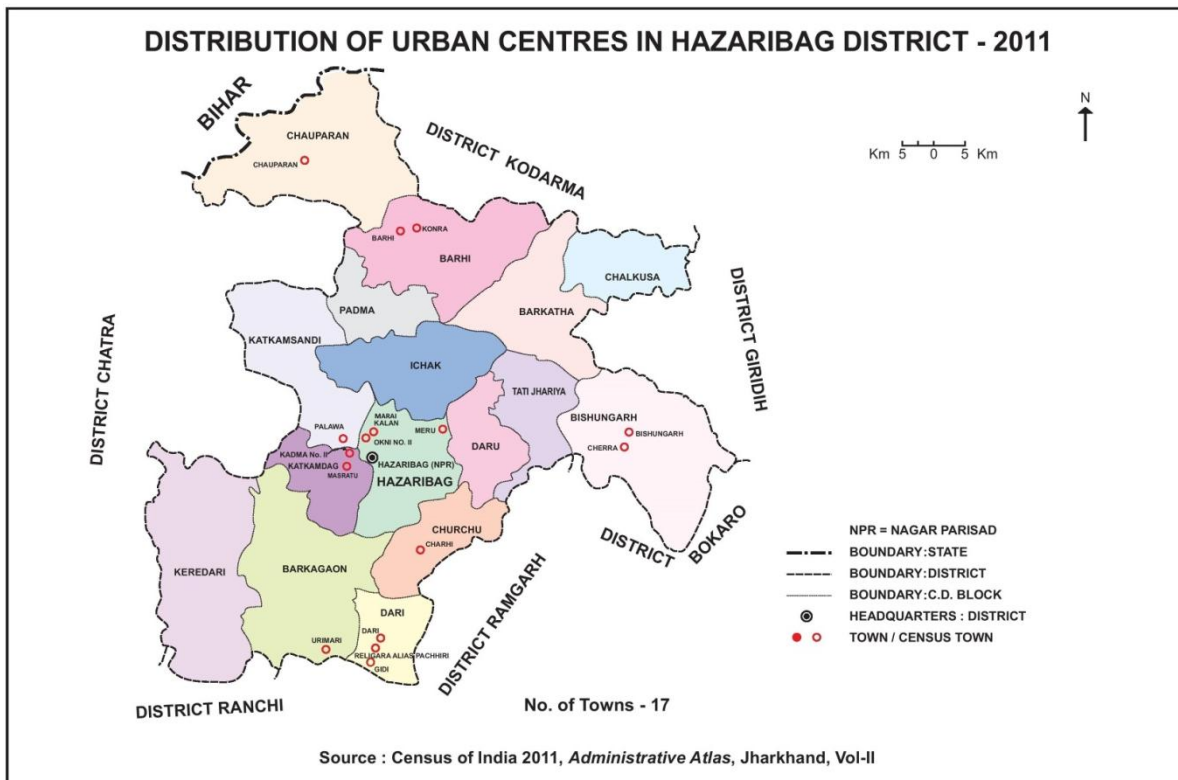 DISTRIBUTION OF URBAN CENTRES IN HAZARIBAG DISTRICT - 2011
BIHAR
N
CHAUPARAN
CHAUPARAN
DISTRICT KODARMA
Km 5 0 5 Km
BARHI
KONRA
BARHI
CHALKUSA
PADMA
BARKATHA
DISTRICT GIRIDIH
DISTRICT CHATRA
KATKAMSANDI
ICHAK
TATI JHARIYA
BISHUNGARH
PALAWA
MARAI
KALAN
MERU
OKNI NO. II
BISHUNGARH
CHERRA
DARU
KADMA No. II
KATKAMDAG
MASRATU
HAZARIBAG (NPR)
HAZARIBAG
CHURCHU
CHARHI
DISTRICT BOKARO
KEREDARI
BARKAGAON
DARI
DARI
URIMARI
RELIGARA ALIAS PACHHIRI
GIDI
DISTRICT RAMGARH
DISTRICT RANCHI
NPR = NAGAR PARISAD
BOUNDARY:STATE
BOUNDARY:DISTRICT
BOUNDARY:C.D. BLOCK
HEADQUARTERS : DISTRICT
TOWN / CENSUS TOWN
No. of Towns - 17
Source : Census of India 2011, Administrative Atlas, Jharkhand, Vol-II